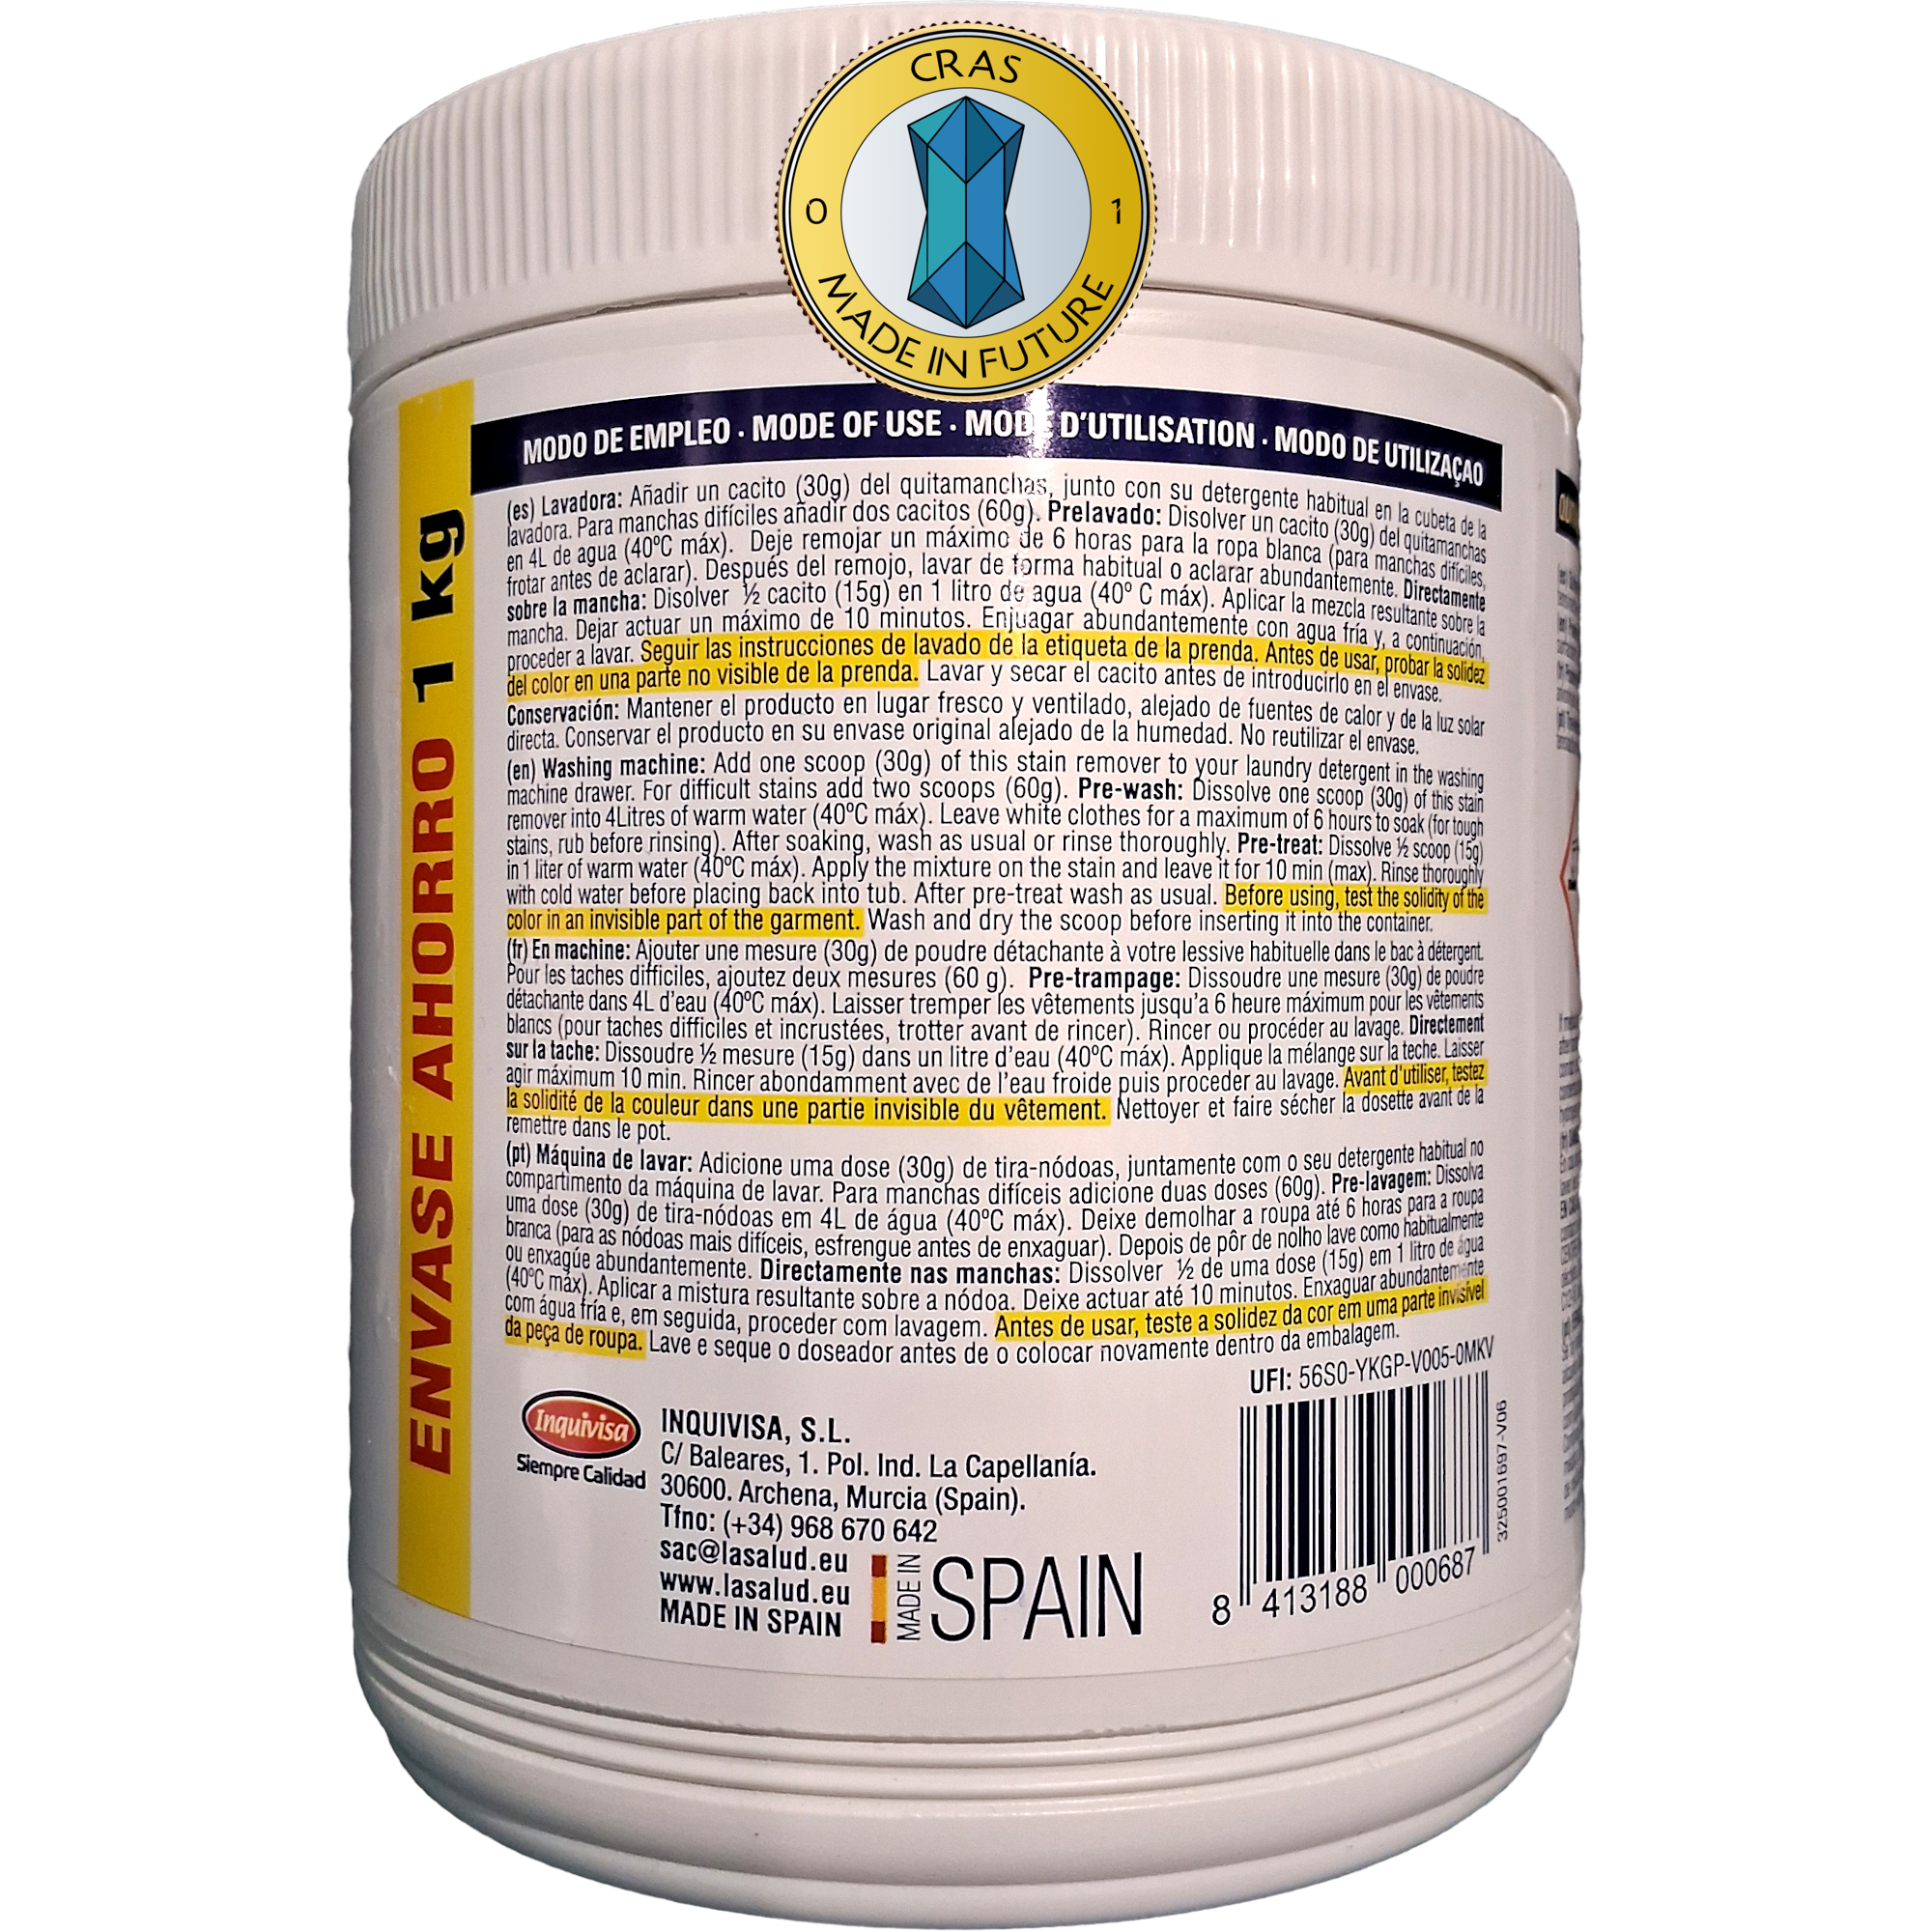 CRAS
0 1
MADE IN FUTURE
ENVASE AHORRO 1 kg
MODO DE EMPLEO · MODE OF USE · MODE D'UTILISATION · MODO DE UTILIZAÇAO
(es) Lavadora: Añadir un cacito (30g) del quitamanchas, junto con su detergente habitual en la cubeta de la
lavadora. Para manchas difíciles añadir dos cacitos (60g). Prelavado: Disolver un cacito (30g) del quitamanchas
en 4L de agua (40ºC máx). Deje remojar un máximo de 6 horas para la ropa blanca (para manchas difíciles,
frotar antes de aclarar). Después del remojo, lavar de forma habitual o aclarar abundantemente. Directamente
sobre la mancha: Disolver ½ cacito (15g) en 1 litro de agua (40º C máx). Aplicar la mezcla resultante sobre la
mancha. Dejar actuar un máximo de 10 minutos. Enjuagar abundantemente con agua fría y, a continuación,
proceder a lavar. Seguir las instrucciones de lavado de la etiqueta de la prenda. Antes de usar, probar la solidez
del color en una parte no visible de la prenda. Lavar y secar el cacito antes de introducirlo en el envase.
Conservación: Mantener el producto en lugar fresco y ventilado, alejado de fuentes de calor y de la luz solar
directa. Conservar el producto en su envase original alejado de la humedad. No reutilizar el envase.
(en) Washing machine: Add one scoop (30g) of this stain remover to your laundry detergent in the washing
machine drawer. For difficult stains add two scoops (60g). Pre-wash: Dissolve one scoop (30g) of this stain
remover into 4Litres of warm water (40ºC máx). Leave white clothes for a maximum of 6 hours to soak (for tough
stains, rub before rinsing). After soaking, wash as usual or rinse thoroughly. Pre-treat: Dissolve ½ scoop (15g)
in 1 liter of warm water (40ºC máx). Apply the mixture on the stain and leave it for 10 min (max). Rinse thoroughly
with cold water before placing back into tub. After pre-treat wash as usual. Before using, test the solidity of the
color in an invisible part of the garment. Wash and dry the scoop before inserting it into the container.
(fr) En machine: Ajouter une mesure (30g) de poudre détachante à votre lessive habituelle dans le bac à détergent.
Pour les taches difficiles, ajoutez deux mesures (60 g). Pre-trampage: Dissoudre une mesure (30g) de poudre
détachante dans 4L d'eau (40ºC máx). Laisser tremper les vêtements jusqu'a 6 heure máximum pour les vêtements
blancs (pour taches difficiles et incrustées, trotter avant de rincer). Rincer ou procéder au lavage. Directement
sur la tache: Dissoudre ½ mesure (15g) dans un litre d'eau (40ºC máx). Applique la mélange sur la teche. Laisser
agir máximum 10 min. Rincer abondamment avec de l'eau froide puis proceder au lavage. Avant d'utiliser, testez
la solidité de la couleur dans une partie invisible du vêtement. Nettoyer et faire sécher la dosette avant de la
remettre dans le pot.
(pt) Máquina de lavar: Adicione uma dose (30g) de tira-nódoas, juntamente com o seu detergente habitual no
compartimento da máquina de lavar. Para manchas difíceis adicione duas doses (60g). Pre-lavagem: Dissolva
uma dose (30g) de tira-nódoas em 4L de água (40ºC máx). Deixe demolhar a roupa até 6 horas para a roupa
branca (para as nódoas mais difíceis, esfrengue antes de enxaguar). Depois de pôr de nolho lave como habitualmente
ou enxagúe abundantemente. Directamente nas manchas: Dissolver ½ de uma dose (15g) em 1 litro de água
(40ºC máx). Aplicar a mistura resultante sobre a nódoa. Deixe actuar até 10 minutos. Enxaguar abundantemente
com água fría e, em seguida, proceder com lavagem. Antes de usar, teste a solidez da cor em uma parte invisível
da peça de roupa. Lave e seque o doseador antes de o colocar novamente dentro da embalagem.
UFI: 56S0-YKGP-V005-0MKV
Inquivisa
Siempre Calidad
INQUIVISA, S.L.
C/ Baleares, 1. Pol. Ind. La Capellanía.
30600. Archena, Murcia (Spain).
Tfno: (+34) 968 670 642
sac@lasalud.eu
www.lasalud.eu
MADE IN SPAIN
MADE IN SPAIN
8 413188 000687
325001697-V06